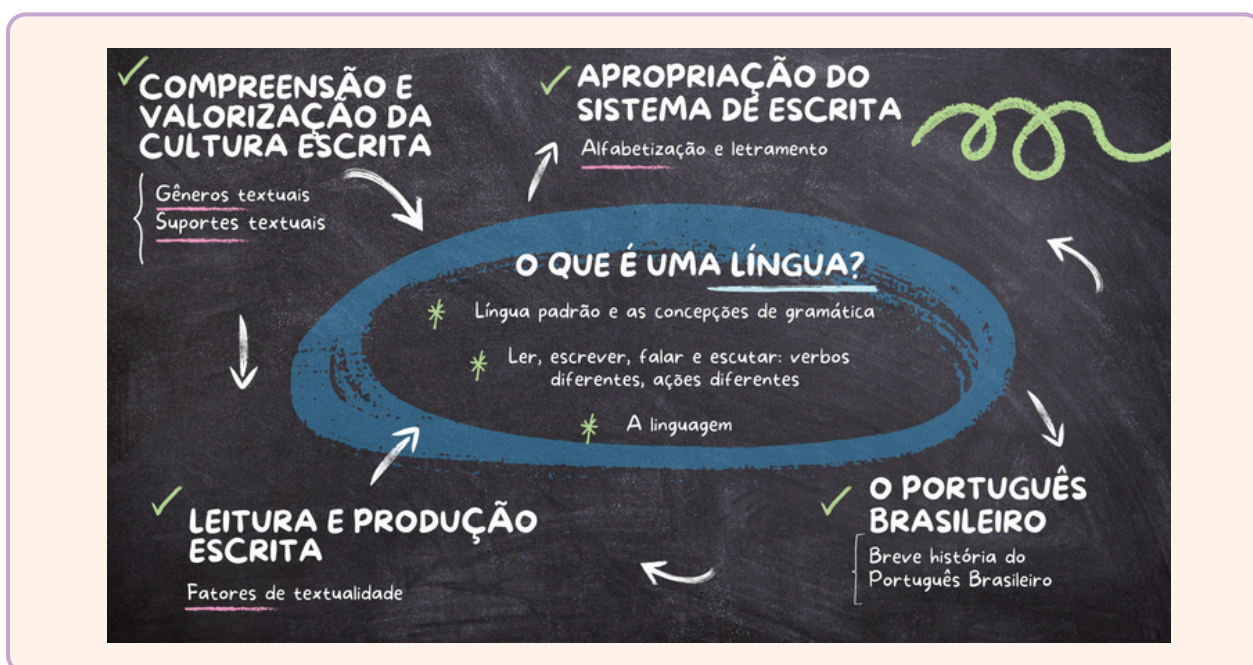 COMPREENSÃO E
VALORIZAÇÃO DA
CULTURA ESCRITA
Gêneros textuais
Suportes textuais
APROPRIAÇÃO DO
SISTEMA DE ESCRITA
Alfabetização e letramento
O QUE É UMA LÍNGUA?
Língua padrão e as concepções de gramática
Ler, escrever, falar e escutar: verbos
diferentes, ações diferentes
A linguagem
LEITURA E PRODUÇÃO
ESCRITA
Fatores de textualidade
O PORTUGUÊS
BRASILEIRO
Breve história do
Português Brasileiro